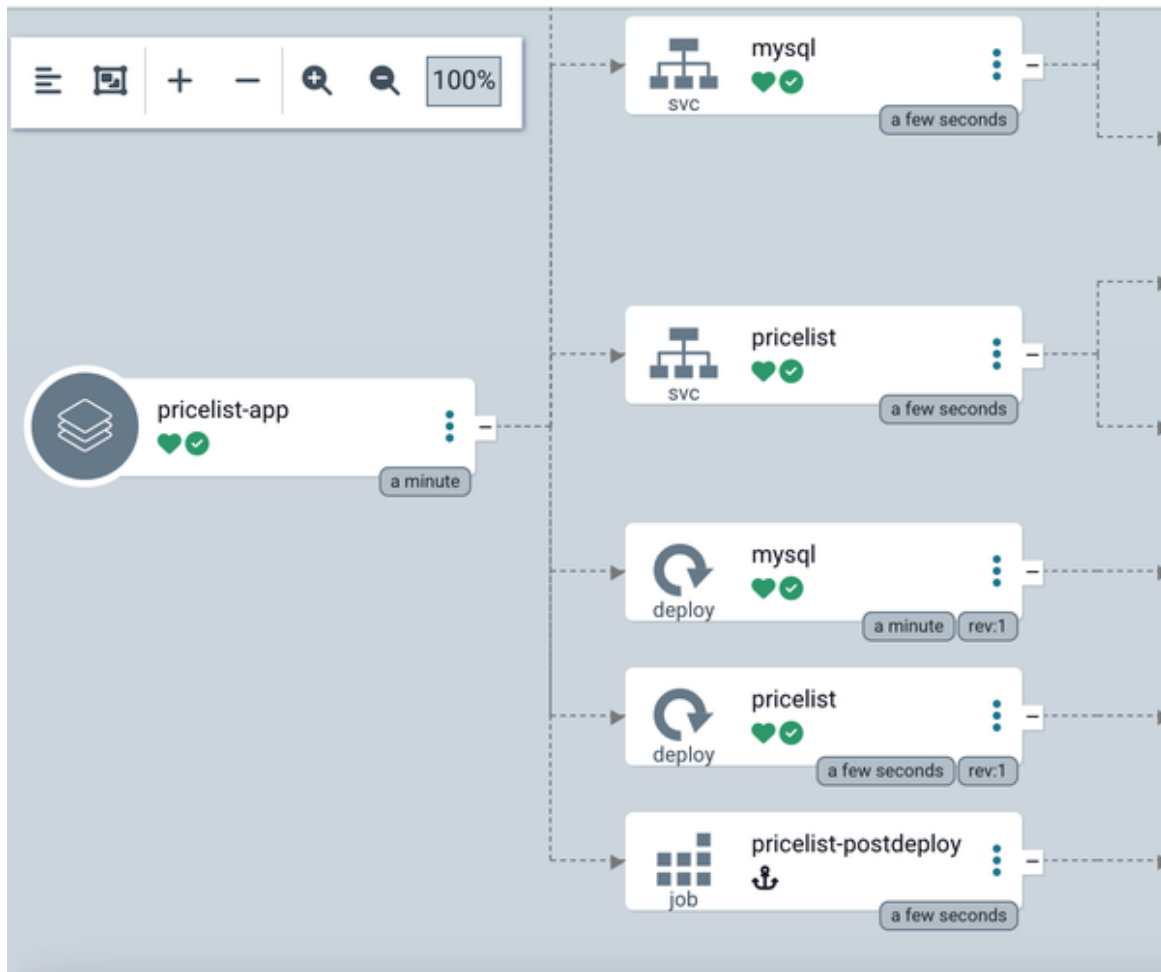 100%
mysql
svc
a few seconds
pricelist
svc
a few seconds
pricelist-app
a minute
mysql
deploy
a minute
rev:1
pricelist
deploy
a few seconds
rev:1
pricelist-postdeploy
job
a few seconds